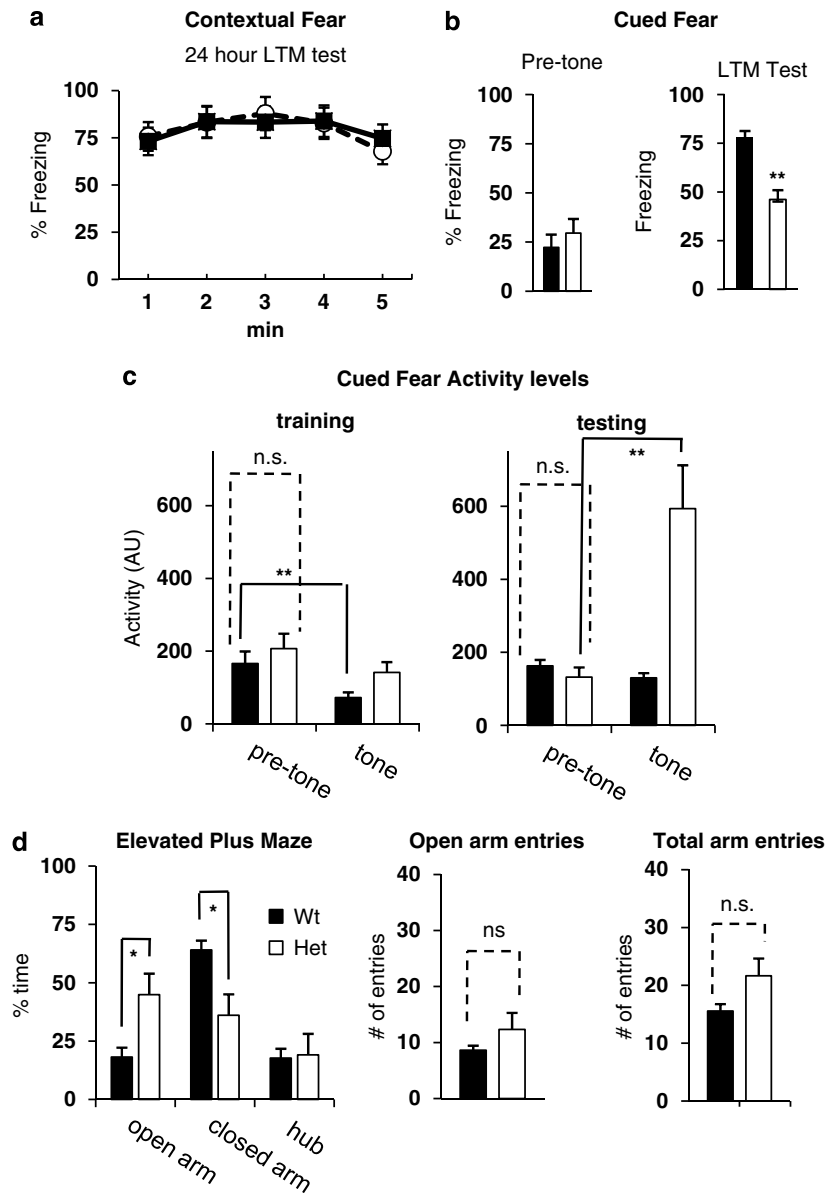 a
Contextual Fear
24 hour LTM test
100
75
50
25
0
% Freezing
1 2 3 4 5
min
b
Cued Fear
Pre-tone
100
75
50
25
0
% Freezing
LTM Test
100
75
50
25
0
Freezing
**
c
Cued Fear Activity levels
training
600
400
200
0
Activity (AU)
n.s.
**
pre-tone
tone
testing
600
400
200
0
n.s.
**
pre-tone
tone
d
Elevated Plus Maze
100
75
50
25
0
% time
*
*
Wt
Het
open arm
closed arm
hub
Open arm entries
40
30
20
10
0
# of entries
ns
Total arm entries
40
30
20
10
0
# of entries
n.s.